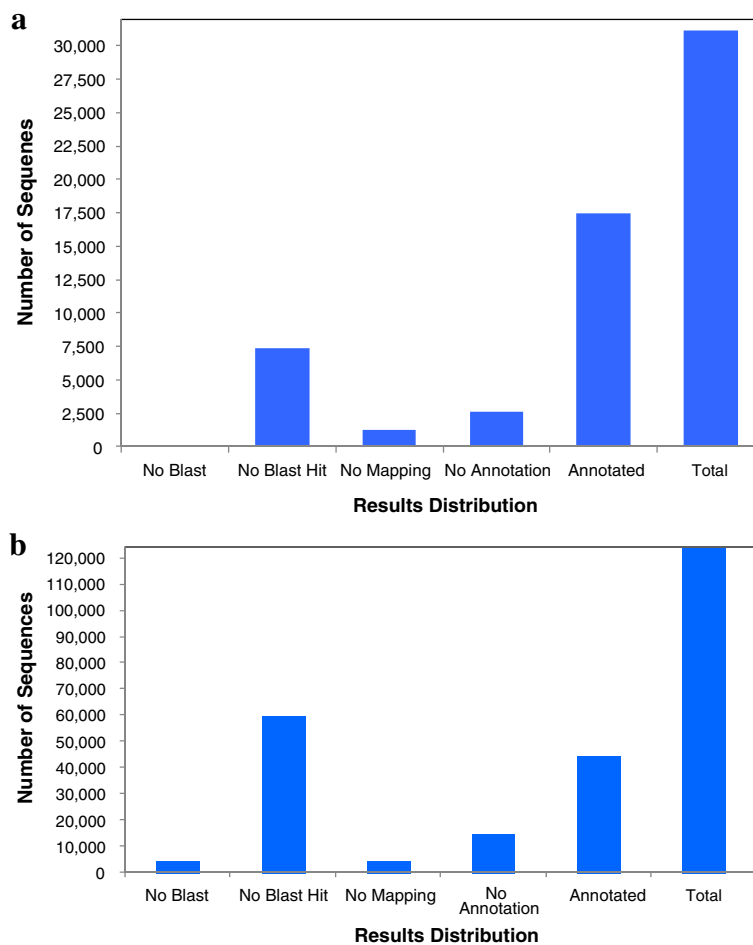 a
30,000
27,500
25,000
22,500
20,000
17,500
15,000
12,500
10,000
7,500
5,000
2,500
0
Number of Sequenes
No Blast No Blast Hit No Mapping No Annotation Annotated Total
Results Distribution
b
120,000
110,000
100,000
90,000
80,000
70,000
60,000
50,000
40,000
30,000
20,000
10,000
0
Number of Sequences
No Blast No Blast Hit No Mapping No Annotated Total
Annotation
Results Distribution